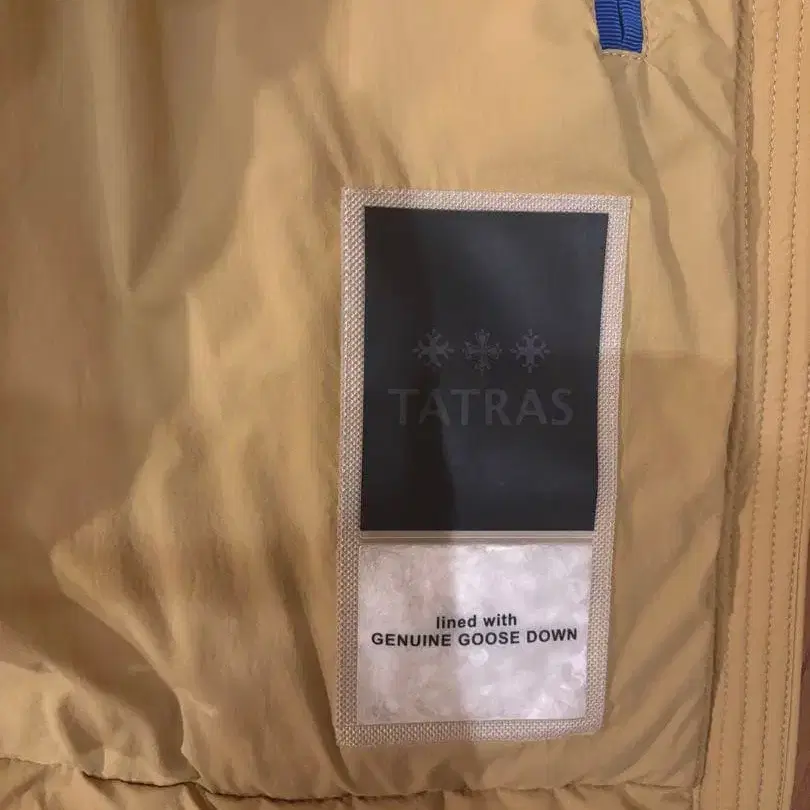 TATRAS
lined with
GENUINE GOOSE DOWN